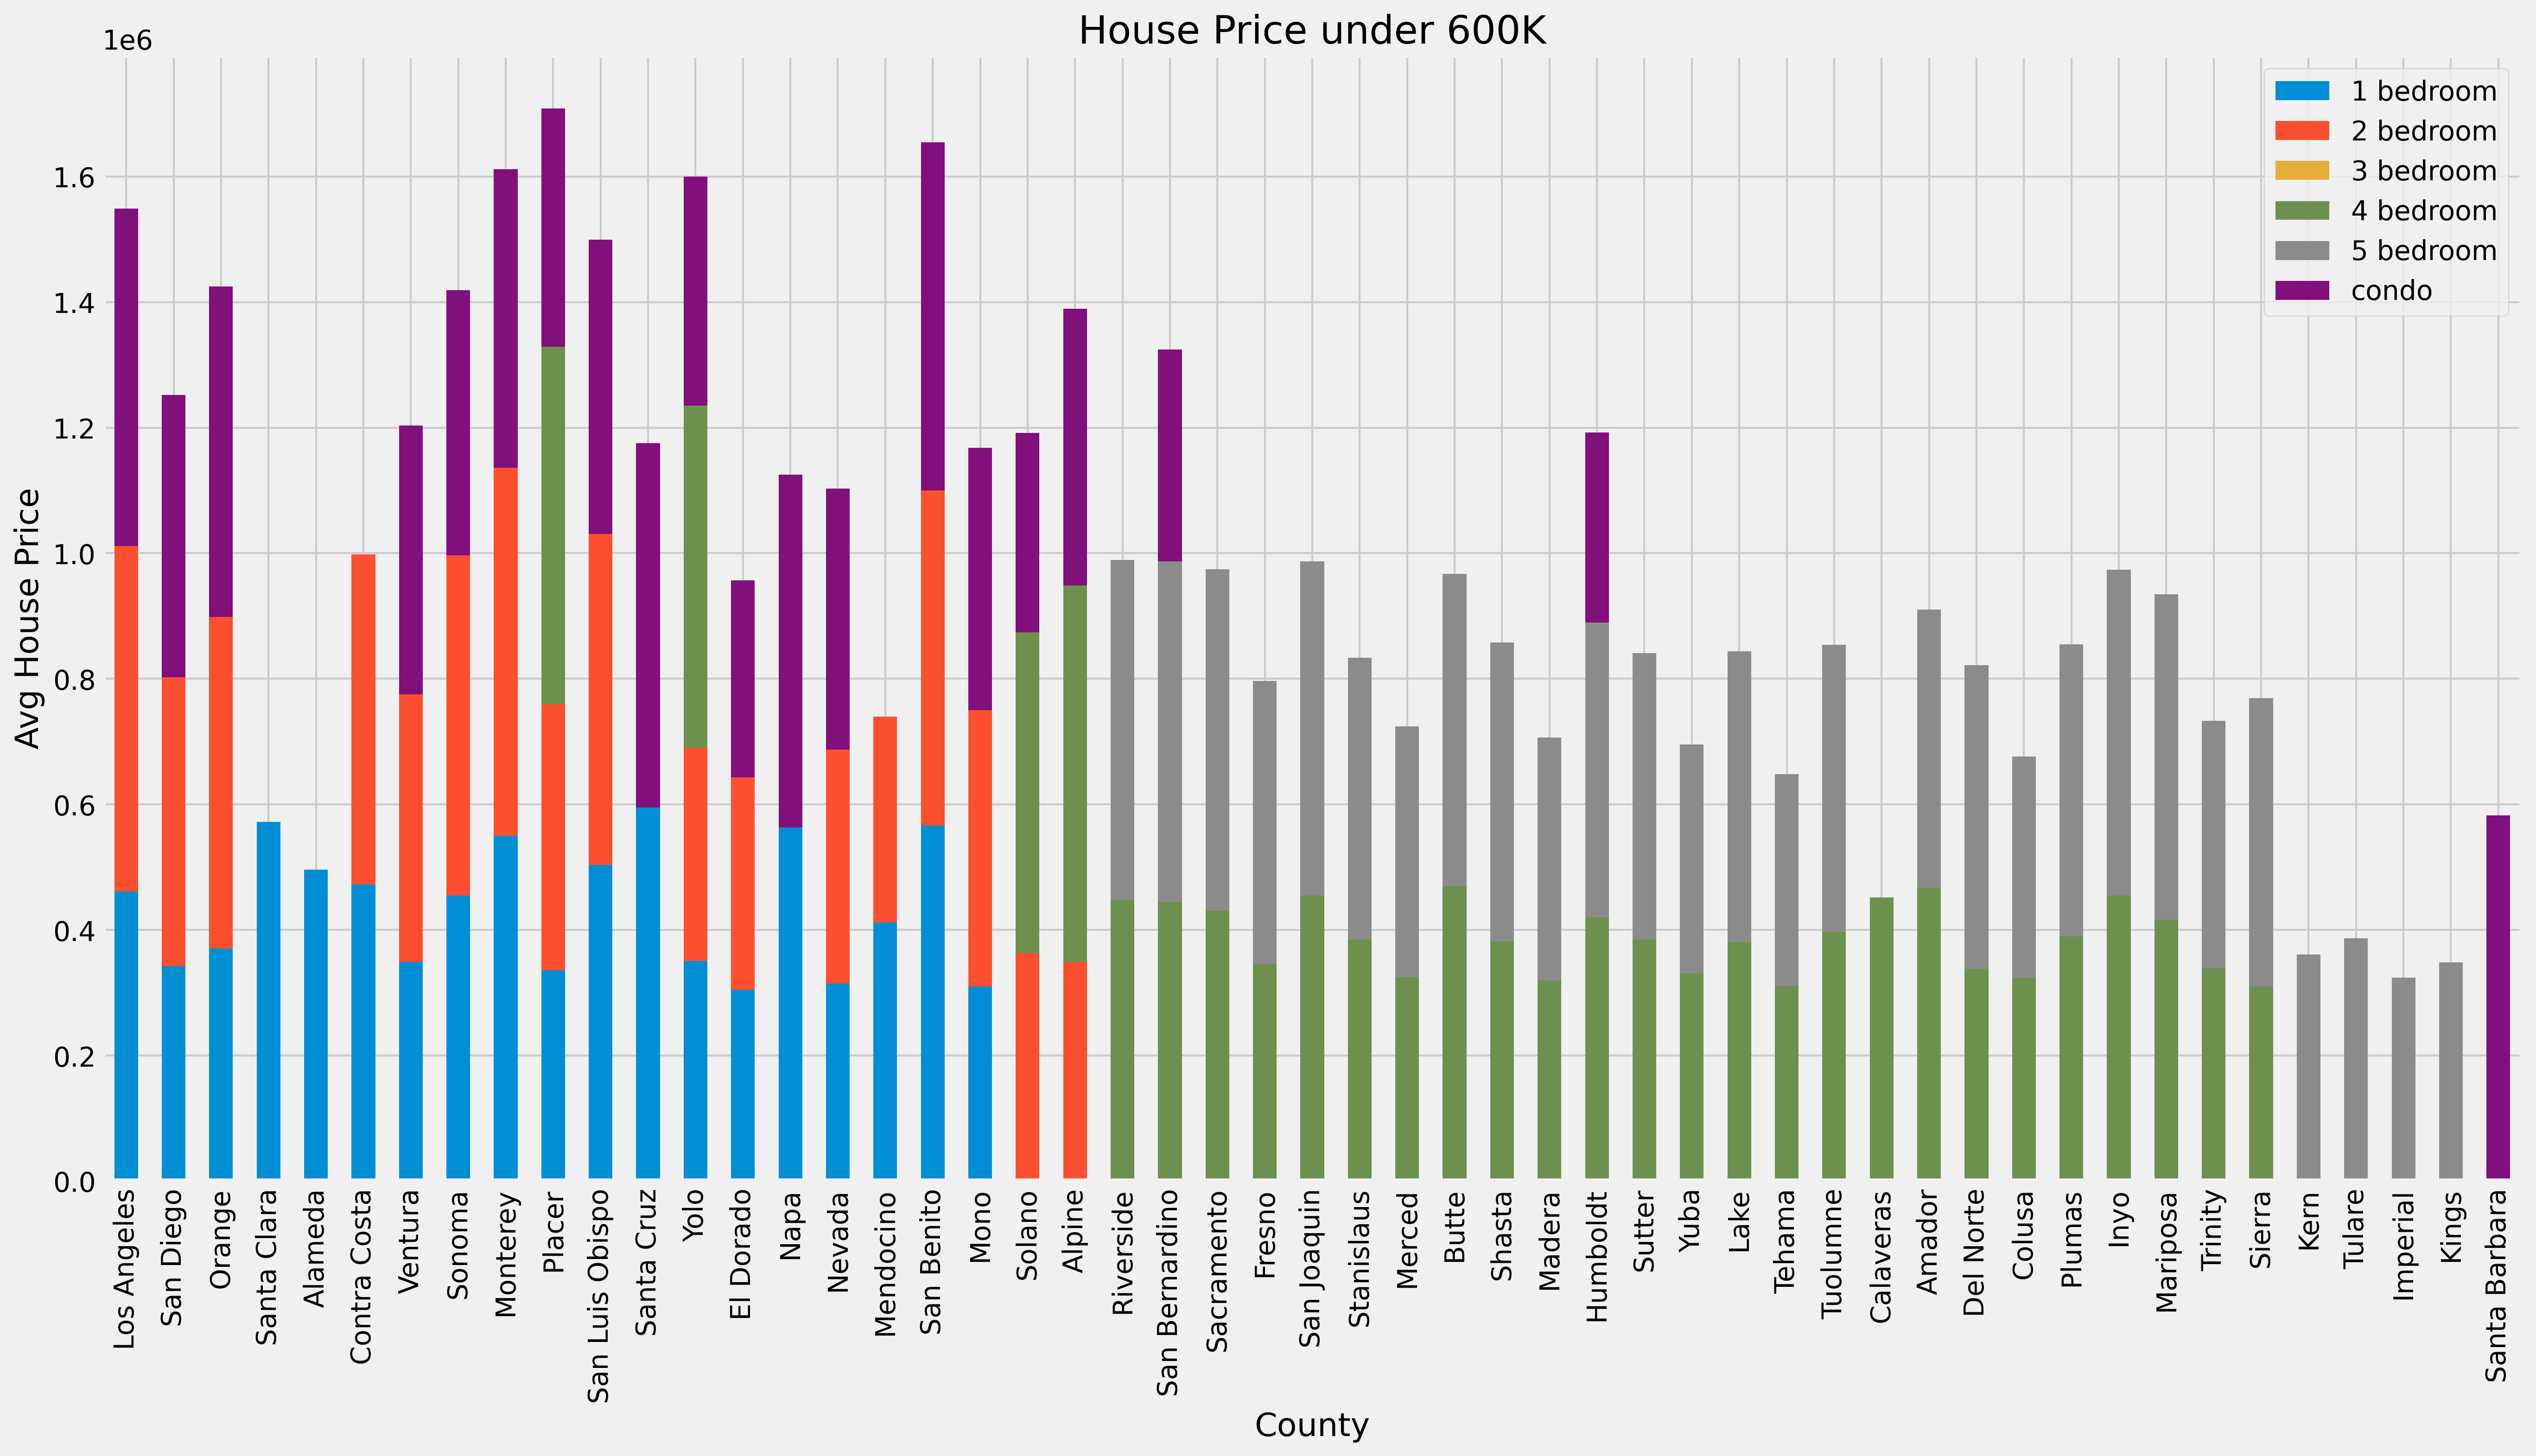 House Price under 600K
1e6
1 bedroom
2 bedroom
3 bedroom
4 bedroom
5 bedroom
condo
1.6
1.4
1.2
1.0
0.8
0.6
0.4
0.2
0.0
Avg House Price
Los Angeles
San Diego
Orange
Santa Clara
Alameda
Contra Costa
Ventura
Sonoma
Monterey
Placer
San Luis Obispo
Santa Cruz
Yolo
El Dorado
Napa
Nevada
Mendocino
San Benito
Mono
Solano
Alpine
Riverside
San Bernardino
Sacramento
Fresno
San Joaquin
Stanislaus
Merced
Butte
Shasta
Madera
Humboldt
Sutter
Yuba
Lake
Tehama
Tuolumne
Calaveras
Amador
Del Norte
Colusa
Plumas
Inyo
Mariposa
Trinity
Sierra
Kern
Tulare
Imperial
Kings
Santa Barbara
County